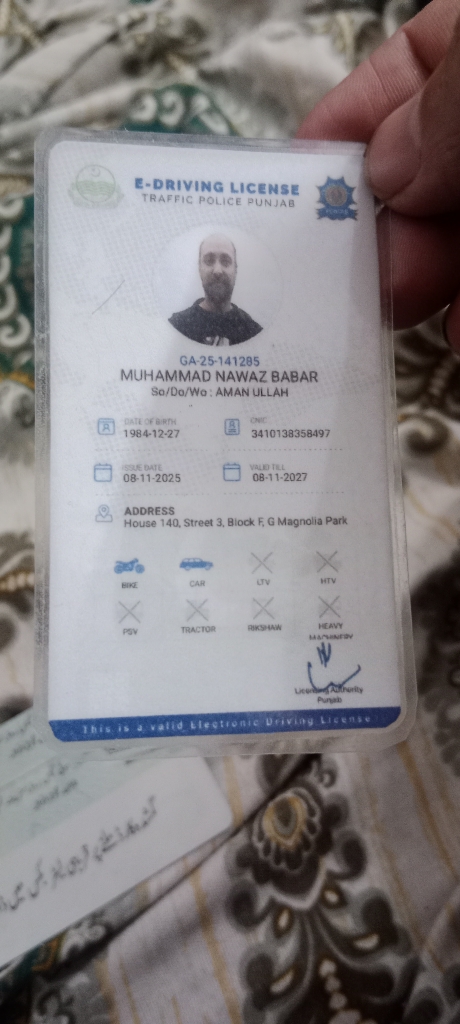 E-DRIVING LICENSE
TRAFFIC POLICE PUNJAB
GA-25-141285
MUHAMMAD NAWAZ BABAR
So/Do/Wo : AMAN ULLAH
DATE OF BIRTH
1984-12-27
CNIC
3410138358497
ISSUE DATE
08-11-2025
VALID TILL
08-11-2027
ADDRESS
House 140, Street 3, Block F, G Magnolia Park
BIKE
CAR
LTV
HTV
PSV
TRACTOR
RIKSHAW
HEAVY
MACHINERY
Licensing Authority
Punjab
This is a valid Electronic Driving License